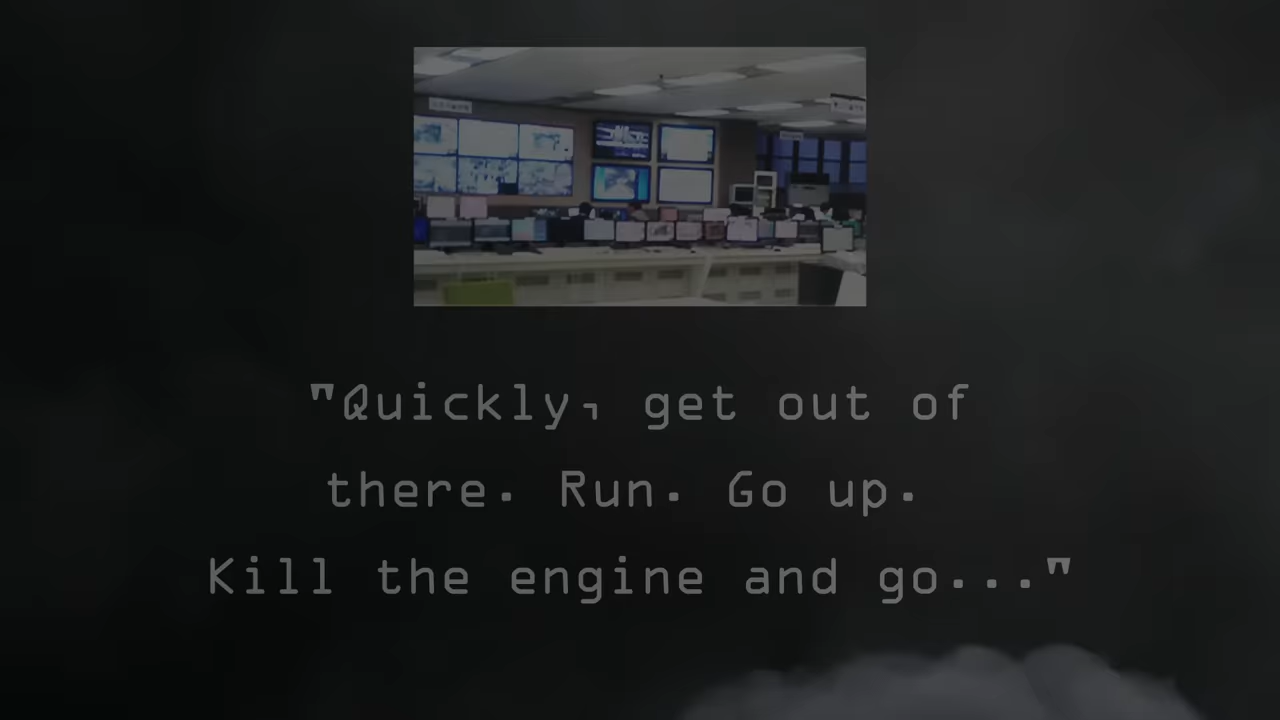 "Quickly, get out of
there. Run. Go up.
Kill the engine and go..."